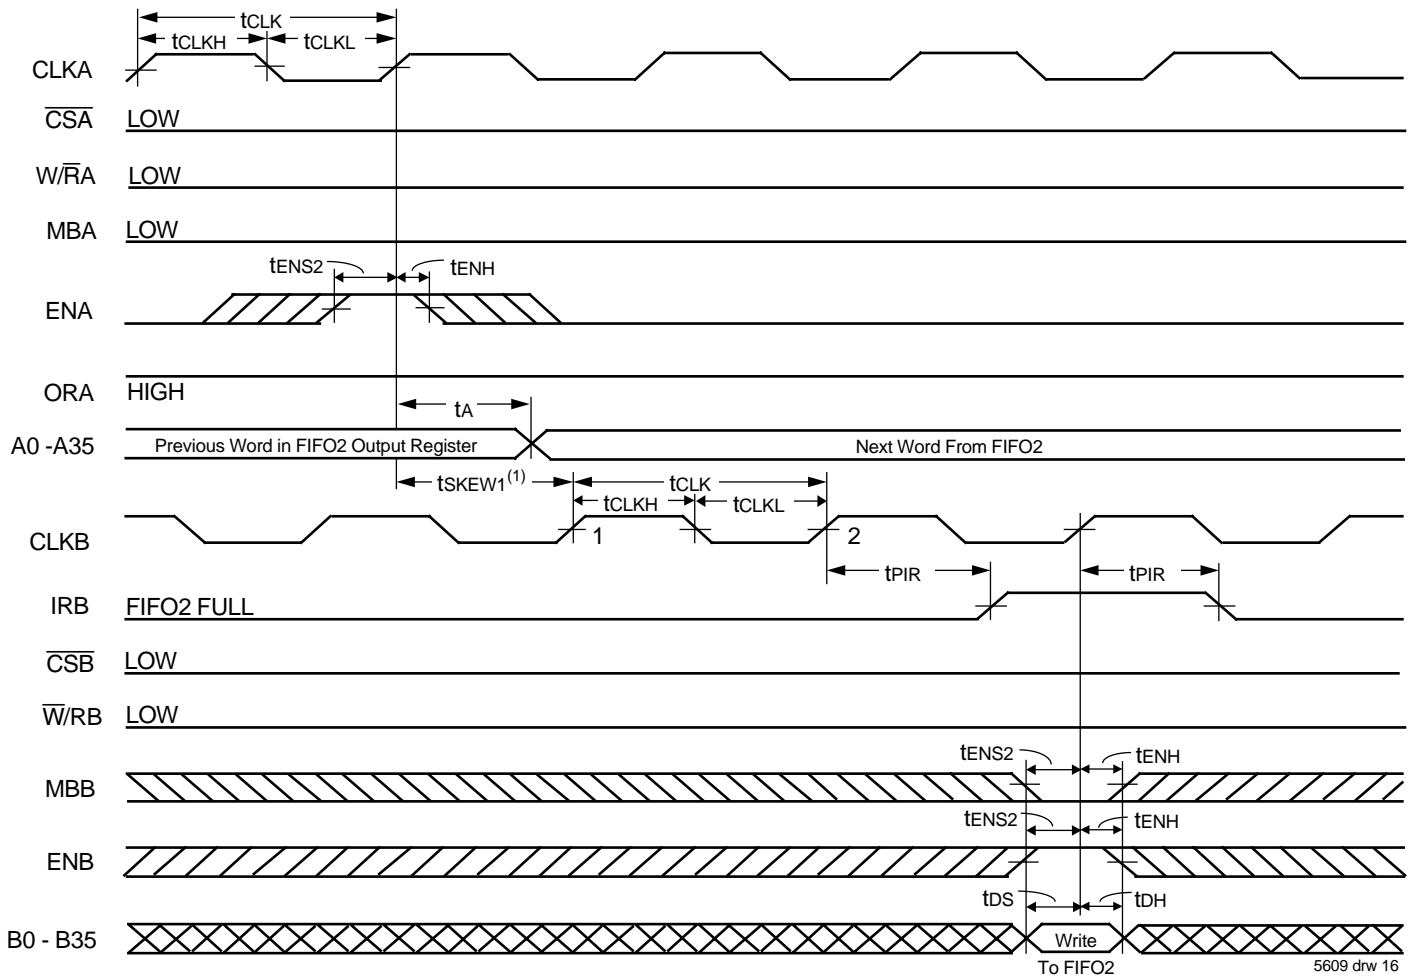 tCLK
tCLKH tCLKL
CLKA
CSA LOW
W/RA LOW
MBA LOW
tENS2 tENH
ENA
ORA HIGH
tA
A0 -A35 Previous Word in FIFO2 Output Register Next Word From FIFO2
tSKEW1(1) tCLK
tCLKH tCLKL
CLKB 1 2
tPIR tPIR
IRB FIFO2 FULL
CSB LOW
W/RB LOW
tENS2 tENH
MBB
tENS2 tENH
ENB
tDS tDH
B0 - B35 Write
To FIFO2
5609 drw 16